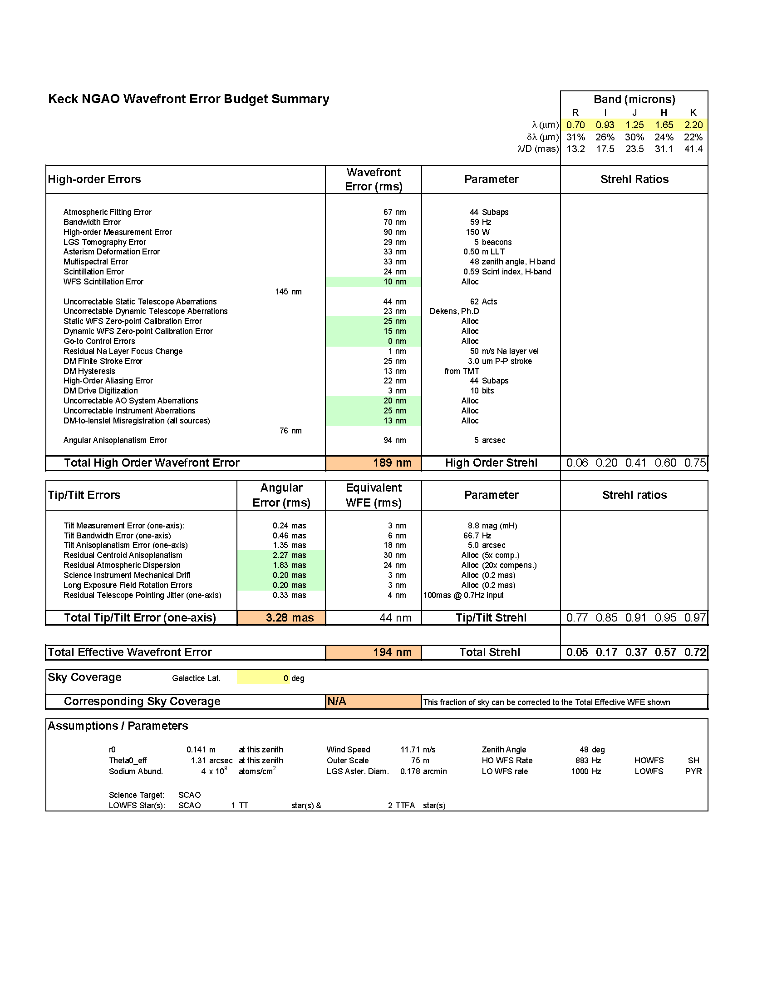 Keck NGAO Wavefront Error Budget Summary
Band (microns)
R I J H K
λ (μm) 0.70 0.93 1.25 1.65 2.20
δλ (μm) 31% 26% 30% 24% 22%
λ/D (mas) 13.2 17.5 23.5 31.1 41.4
High-order Errors Wavefront Error (rms) Parameter Strehl Ratios
Atmospheric Fitting Error 67 nm 44 Subaps
Bandwidth Error 70 nm 59 Hz
High-order Measurement Error 90 nm 150 W
LGS Tomography Error 29 nm 5 beacons
Asterism Deformation Error 33 nm 0.50 m LLT
Multispectral Error 33 nm 48 zenith angle, H band
Scintillation Error 24 nm 0.59 Scint index, H-band
WFS Scintillation Error 10 nm Alloc
145 nm
Uncorrectable Static Telescope Aberrations 44 nm 62 Acts
Uncorrectable Dynamic Telescope Aberrations 23 nm Dekens, Ph.D
Static WFS Zero-point Calibration Error 25 nm Alloc
Dynamic WFS Zero-point Calibration Error 15 nm Alloc
Go-to Control Errors 0 nm Alloc
Residual Na Layer Focus Change 1 nm 50 m/s Na layer vel
DM Finite Stroke Error 25 nm 3.0 um P-P stroke
DM Hysteresis 13 nm from TMT
High-Order Aliasing Error 22 nm 44 Subaps
DM Drive Digitization 3 nm 10 bits
Uncorrectable AO System Aberrations 20 nm Alloc
Uncorrectable Instrument Aberrations 25 nm Alloc
DM-to-lenslet Misregistration (all sources) 13 nm Alloc
76 nm
Angular Anisoplanatism Error 94 nm 5 arcsec
Total High Order Wavefront Error 189 nm High Order Strehl 0.06 0.20 0.41 0.60 0.75
Tip/Tilt Errors Angular Error (rms) Equivalent WFE (rms) Parameter Strehl ratios
Tilt Measurement Error (one-axis): 0.24 mas 3 nm 8.8 mag (mH)
Tilt Bandwidth Error (one-axis) 0.46 mas 6 nm 66.7 Hz
Tilt Anisoplanatism Error (one-axis) 1.35 mas 18 nm 5.0 arcsec
Residual Centroid Anisoplanatism 2.27 mas 30 nm Alloc (5x comp.)
Residual Atmospheric Dispersion 1.83 mas 24 nm Alloc (20x compens.)
Science Instrument Mechanical Drift 0.20 mas 3 nm Alloc (0.2 mas)
Long Exposure Field Rotation Errors 0.20 mas 3 nm Alloc (0.2 mas)
Residual Telescope Pointing Jitter (one-axis) 0.33 mas 4 nm 100mas @ 0.7Hz input
Total Tip/Tilt Error (one-axis) 3.28 mas 44 nm Tip/Tilt Strehl 0.77 0.85 0.91 0.95 0.97
Total Effective Wavefront Error 194 nm Total Strehl 0.05 0.17 0.37 0.57 0.72
Sky Coverage Galactice Lat. 0 deg
Corresponding Sky Coverage N/A This fraction of sky can be corrected to the Total Effective WFE shown
Assumptions / Parameters
r0 0.141 m at this zenith Wind Speed 11.71 m/s Zenith Angle 48 deg
Theta0_eff 1.31 arcsec at this zenith Outer Scale 75 m HO WFS Rate 883 Hz HOWFS SH
Sodium Abund. 4 x 10⁹ atoms/cm² LGS Aster. Diam. 0.178 arcmin LO WFS rate 1000 Hz LOWFS PYR
Science Target: SCAO
LOWFS Star(s): SCAO 1 TT star(s) & 2 TTFA star(s)